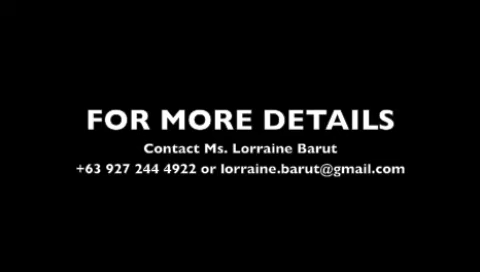 FOR MORE DETAILS
Contact Ms. Lorraine Barut
+63 927 244 4922 or lorraine.barut@gmail.com